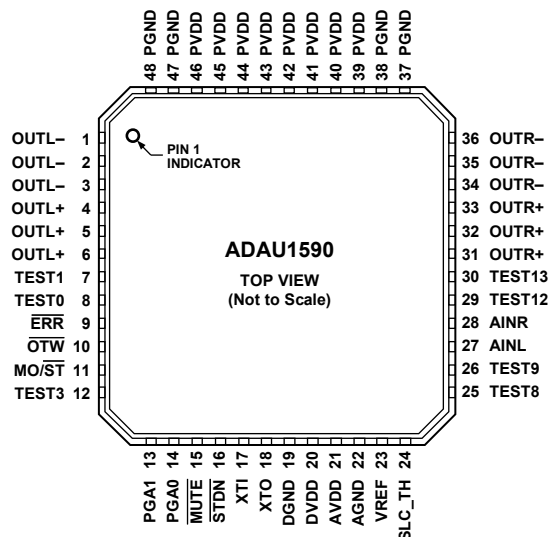 48 PGND
47 PGND
46 PVDD
45 PVDD
44 PVDD
43 PVDD
42 PVDD
41 PVDD
40 PVDD
39 PVDD
38 PGND
37 PGND
OUTL– 1
OUTL– 2
OUTL– 3
OUTL+ 4
OUTL+ 5
OUTL+ 6
TEST1 7
TEST0 8
ERR 9
OTW 10
MO/ST 11
TEST3 12
PIN 1
INDICATOR
ADAU1590
TOP VIEW
(Not to Scale)
36 OUTR–
35 OUTR–
34 OUTR–
33 OUTR+
32 OUTR+
31 OUTR+
30 TEST13
29 TEST12
28 AINR
27 AINL
26 TEST9
25 TEST8
PGA1 13
PGA0 14
MUTE 15
STDN 16
XTI 17
XTO 18
DGND 19
DVDD 20
AVDD 21
AGND 22
VREF 23
SLC_TH 24